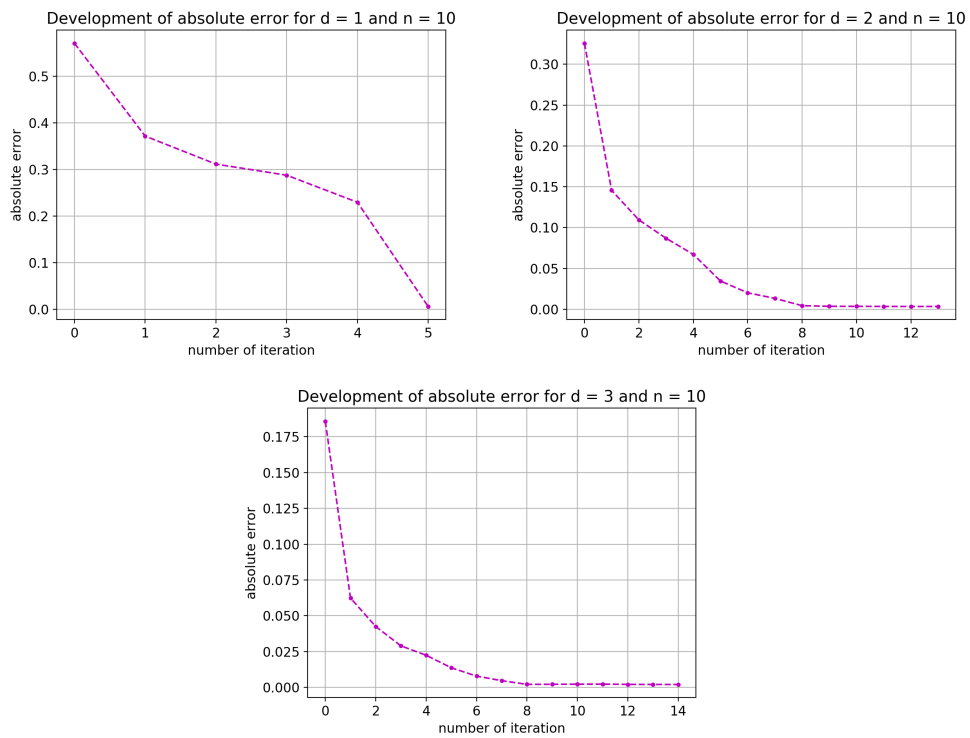 Development of absolute error for d = 1 and n = 10
absolute error
0.5
0.4
0.3
0.2
0.1
0.0
0 1 2 3 4 5
number of iteration
Development of absolute error for d = 2 and n = 10
absolute error
0.30
0.25
0.20
0.15
0.10
0.05
0.00
0 2 4 6 8 10 12
number of iteration
Development of absolute error for d = 3 and n = 10
absolute error
0.175
0.150
0.125
0.100
0.075
0.050
0.025
0.000
0 2 4 6 8 10 12 14
number of iteration